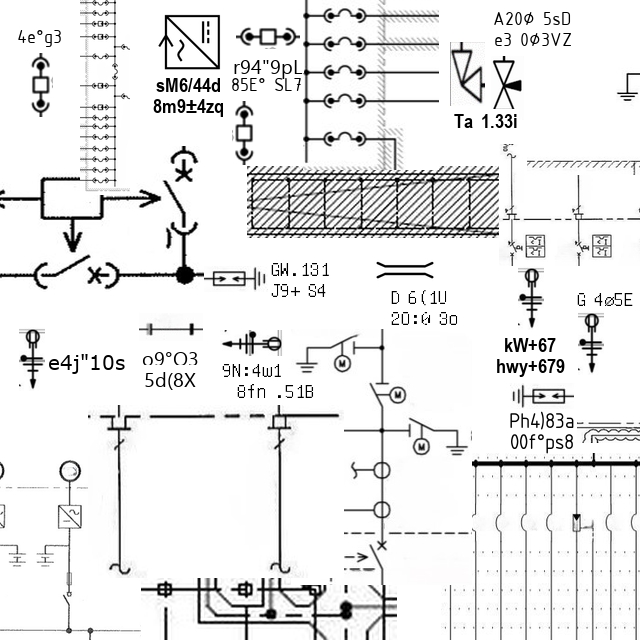 A20Ø 5sD
e3 0Ø3VZ
4e°g3
r94"9pL
85E° SL7
sM6/44d
8m9±4zq
Ta 1.33i
GW.131
J9+ S4
D 6(1U
20:0 3o
G 4ø5E
kW+67
hwy+679
e4j"10s
o9°O3
5d(8X
9N:4w1
8fn .51B
M
M
M
Ph4)83a
00f°ps8